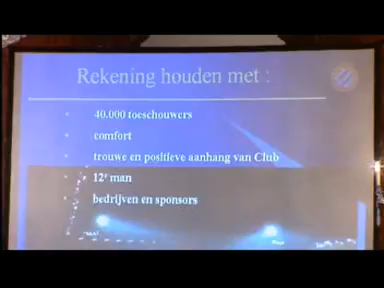 Rekening houden met :
40.000 toeschouwers
comfort
trouwe en positieve aanhang van Club
12e man
bedrijven en sponsors